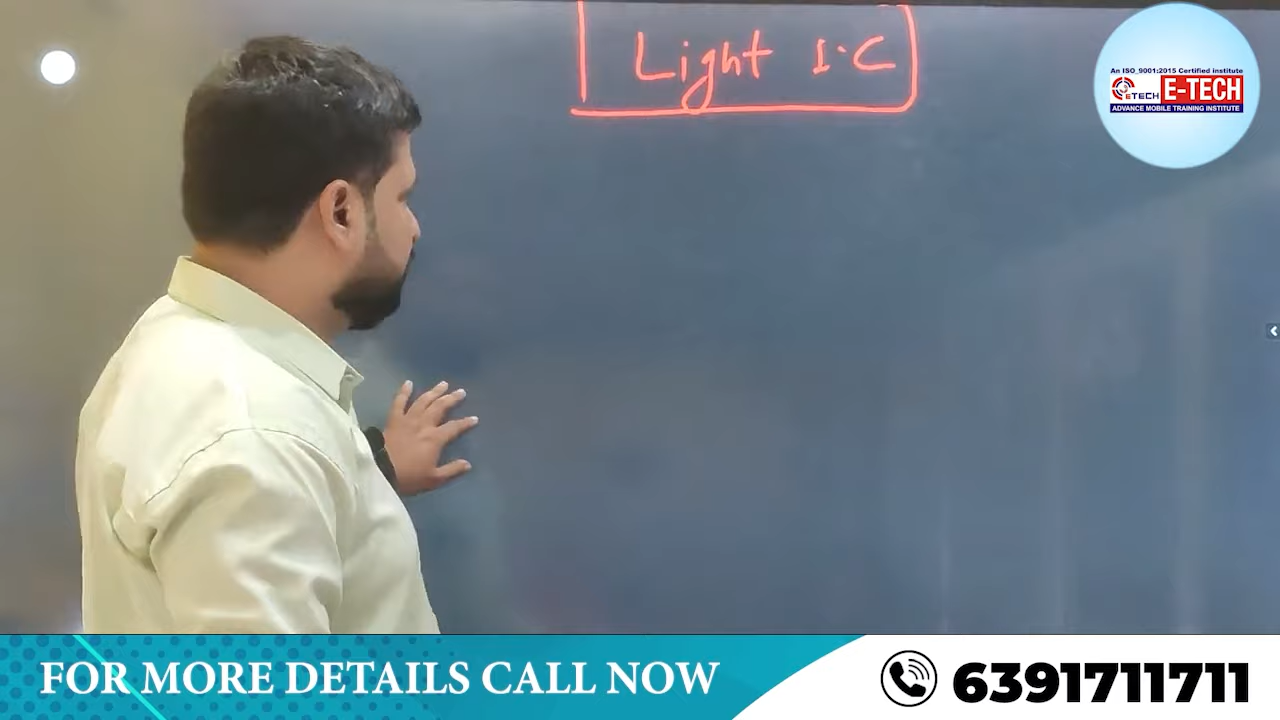 Light I.C
An ISO_9001:2015 Certified institute
ETECH E-TECH
ADVANCE MOBILE TRAINING INSTITUTE
FOR MORE DETAILS CALL NOW
6391711711